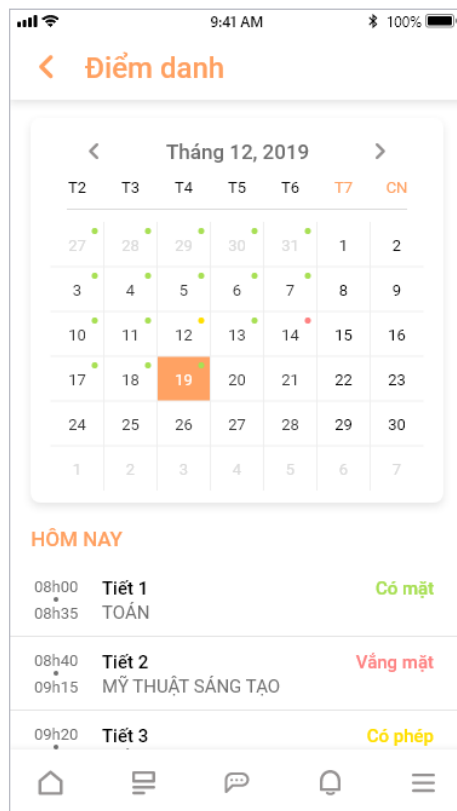 9:41 AM 100%
Điểm danh
Tháng 12, 2019
T2 T3 T4 T5 T6 T7 CN
27 28 29 30 31 1 2
3 4 5 6 7 8 9
10 11 12 13 14 15 16
17 18 19 20 21 22 23
24 25 26 27 28 29 30
1 2 3 4 5 6 7
HÔM NAY
08h00 Tiết 1 Có mặt
08h35 TOÁN
08h40 Tiết 2 Vắng mặt
09h15 MỸ THUẬT SÁNG TẠO
09h20 Tiết 3 Có phép